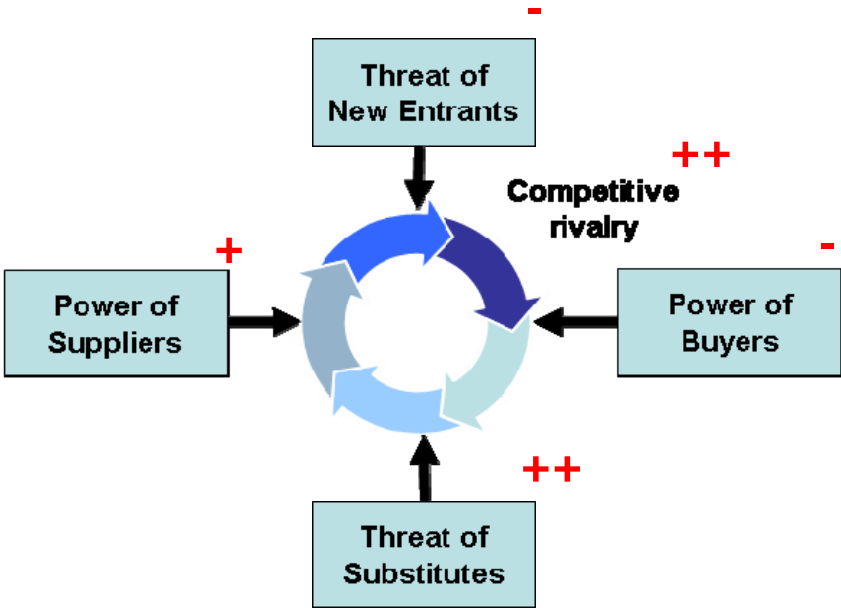 -
Threat of
New Entrants
++
Competitive
rivalry
+
-
Power of
Suppliers
Power of
Buyers
++
Threat of
Substitutes